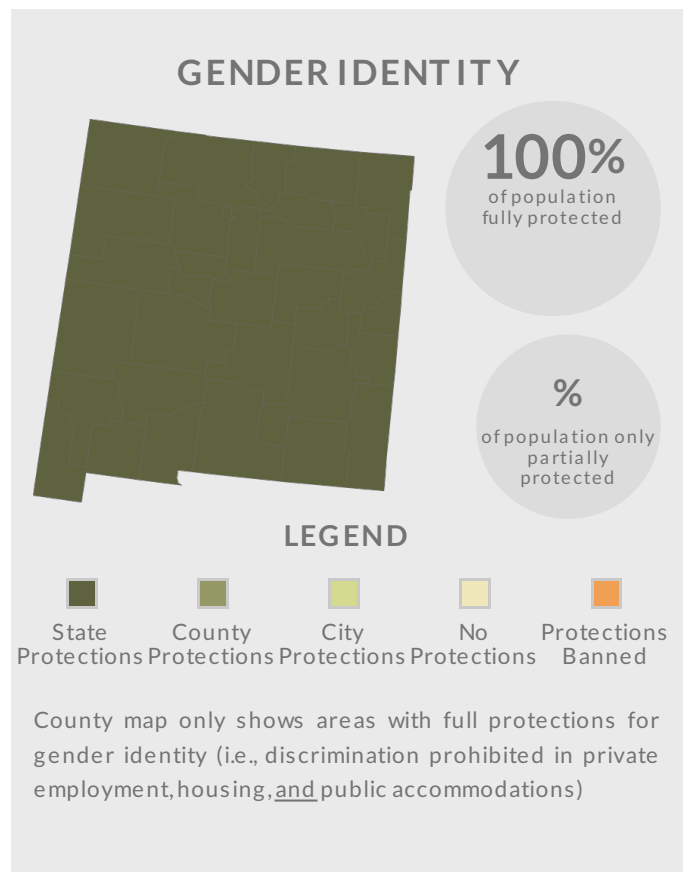 GENDER IDENTITY
100%
of population
fully protected
%
of population only
partially
protected
LEGEND
State
Protections
County
Protections
City
Protections
No
Protections
Protections
Banned
County map only shows areas with full protections for
gender identity (i.e., discrimination prohibited in private
employment, housing, and public accommodations)